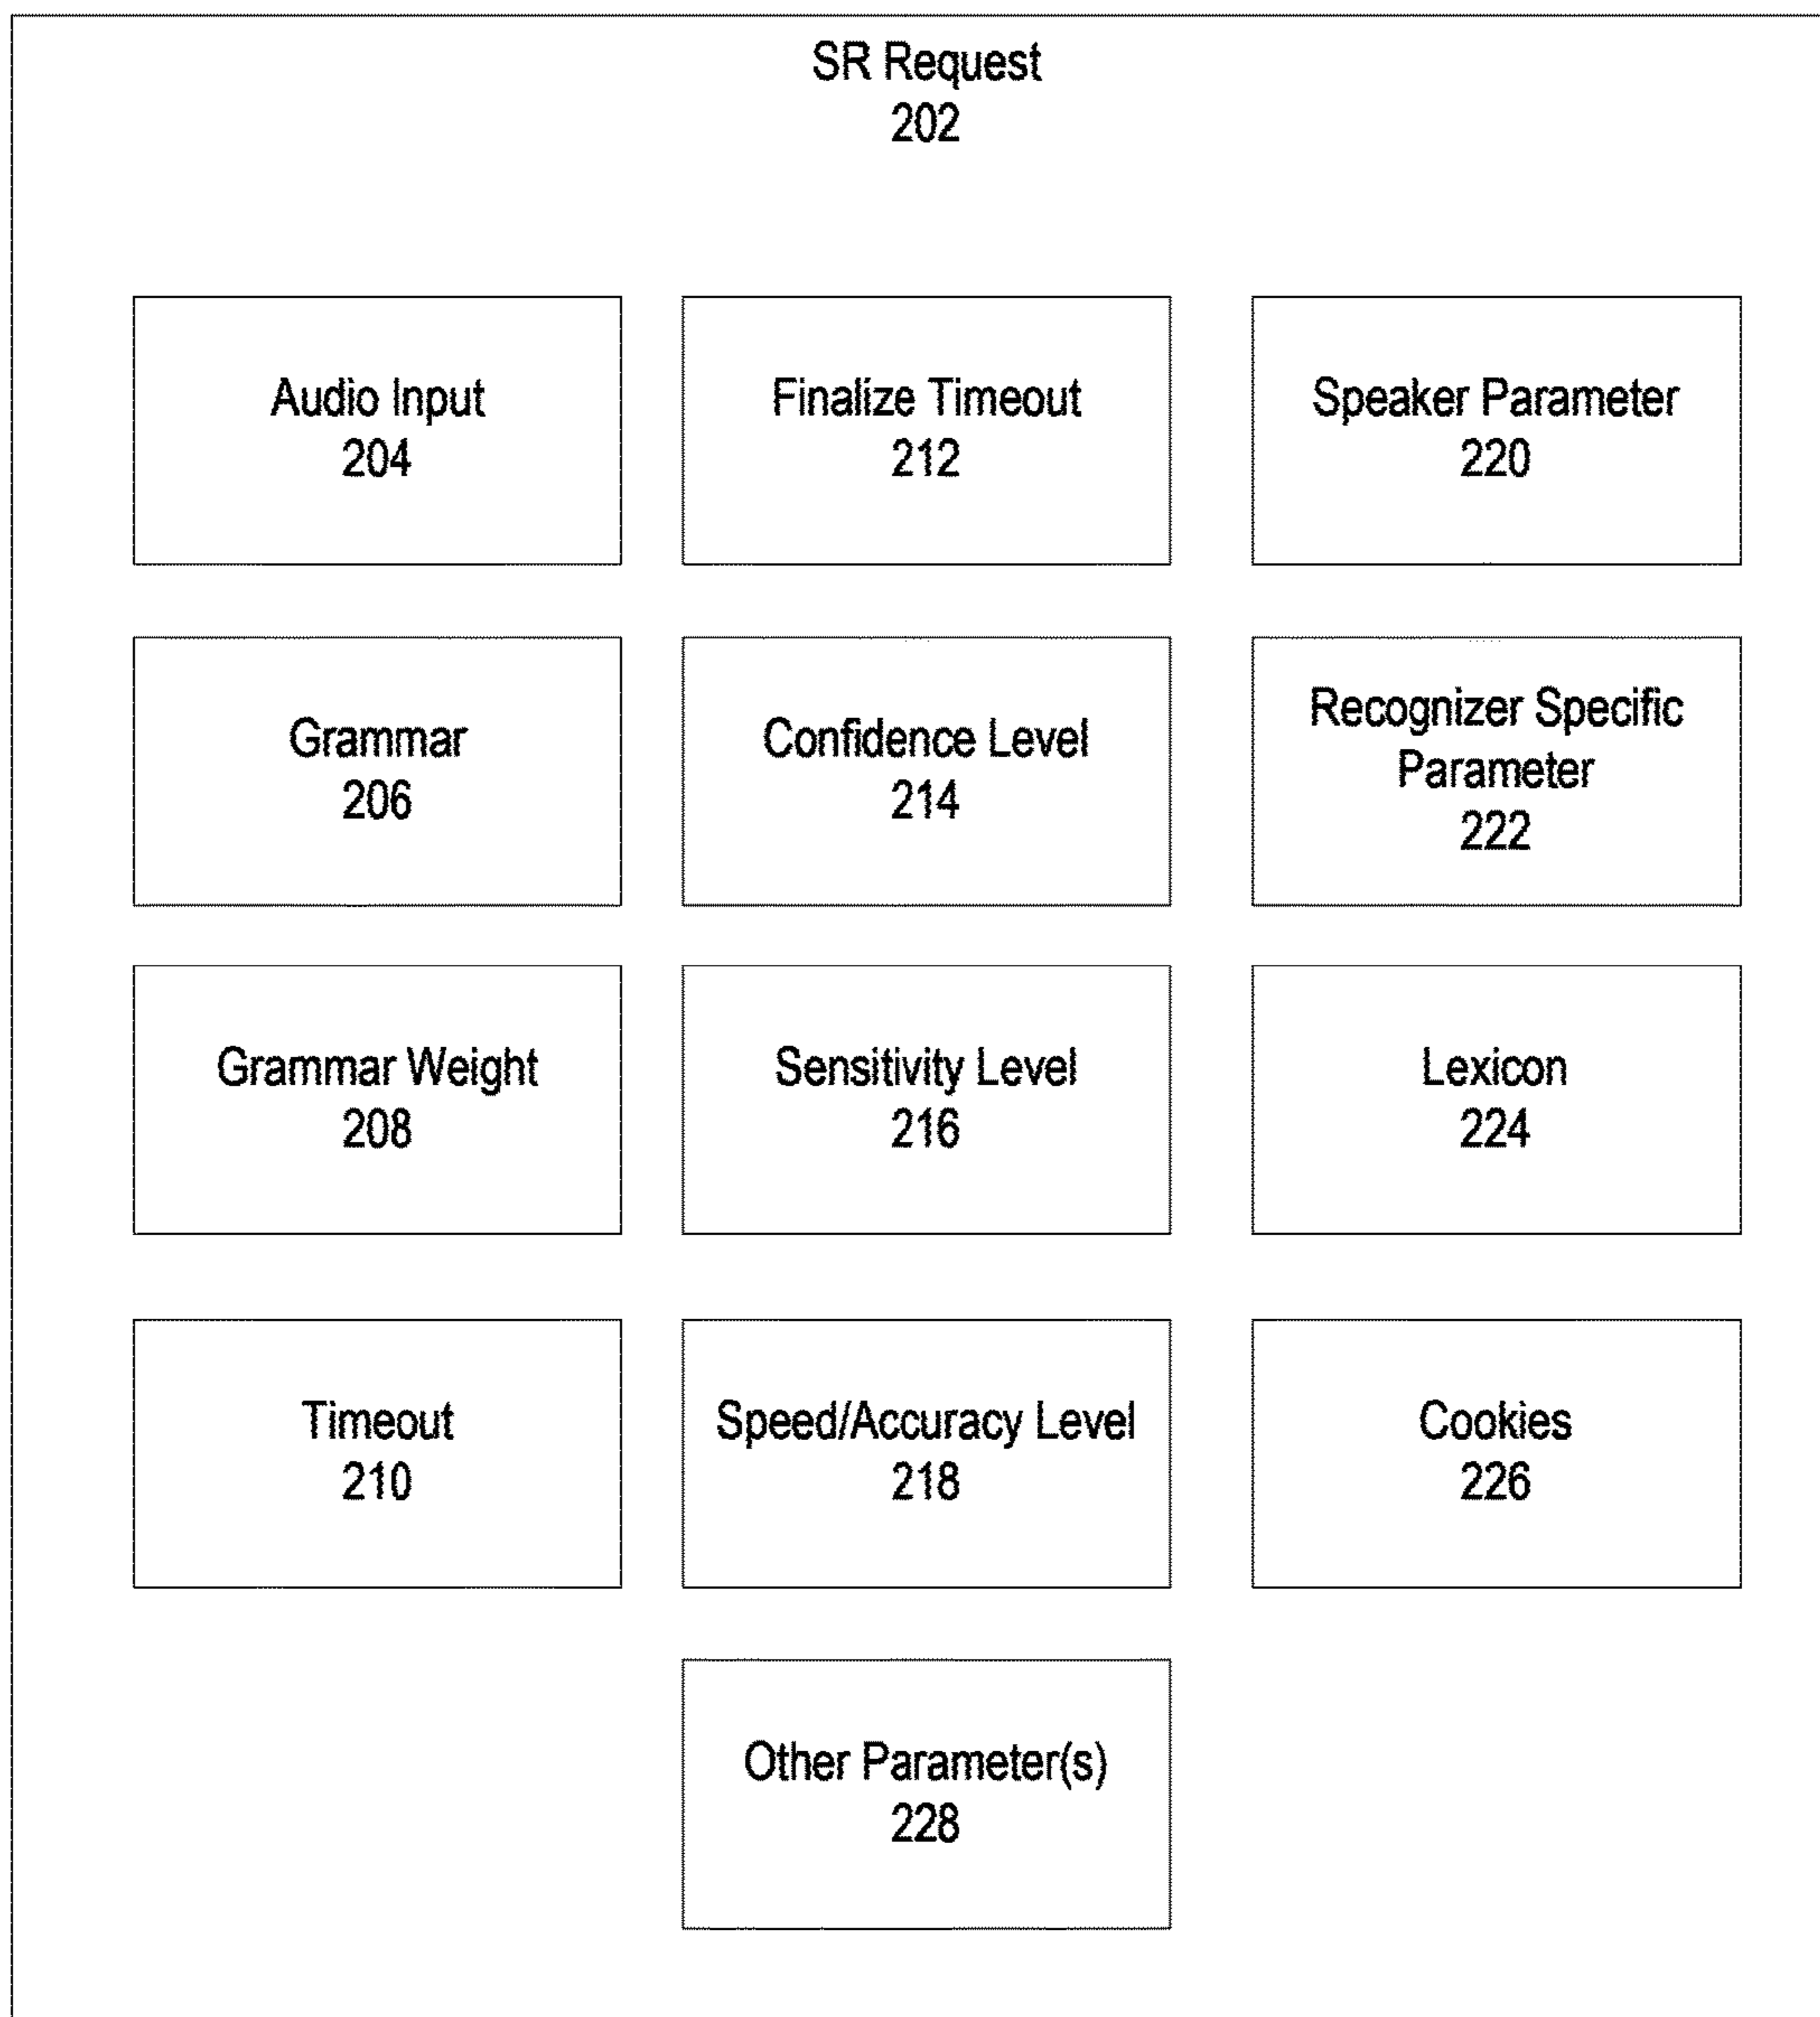 SR Request
202
Audio Input
204
Finalize Timeout
212
Speaker Parameter
220
Grammar
206
Confidence Level
214
Recognizer Specific
Parameter
222
Grammar Weight
208
Sensitivity Level
216
Lexicon
224
Timeout
210
Speed/Accuracy Level
218
Cookies
226
Other Parameter(s)
228